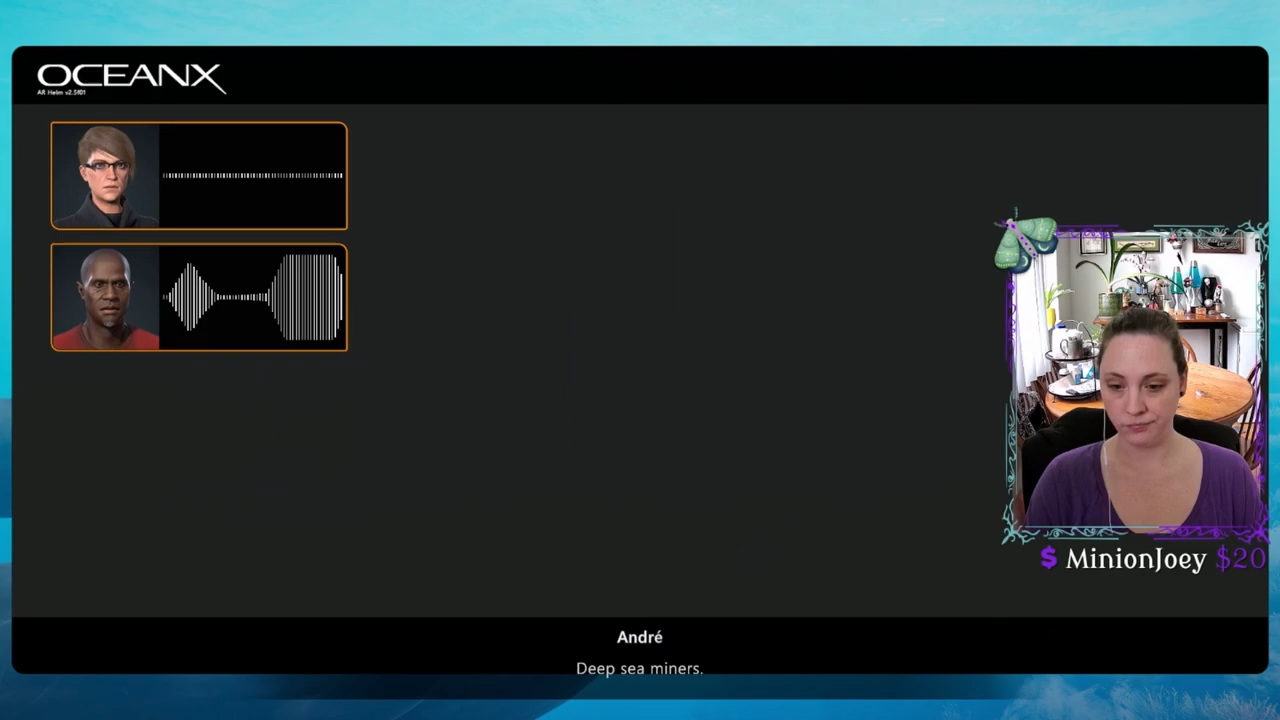 OCEANX
AR Helm v2.5f01
$ MinionJoey $20
André
Deep sea miners.